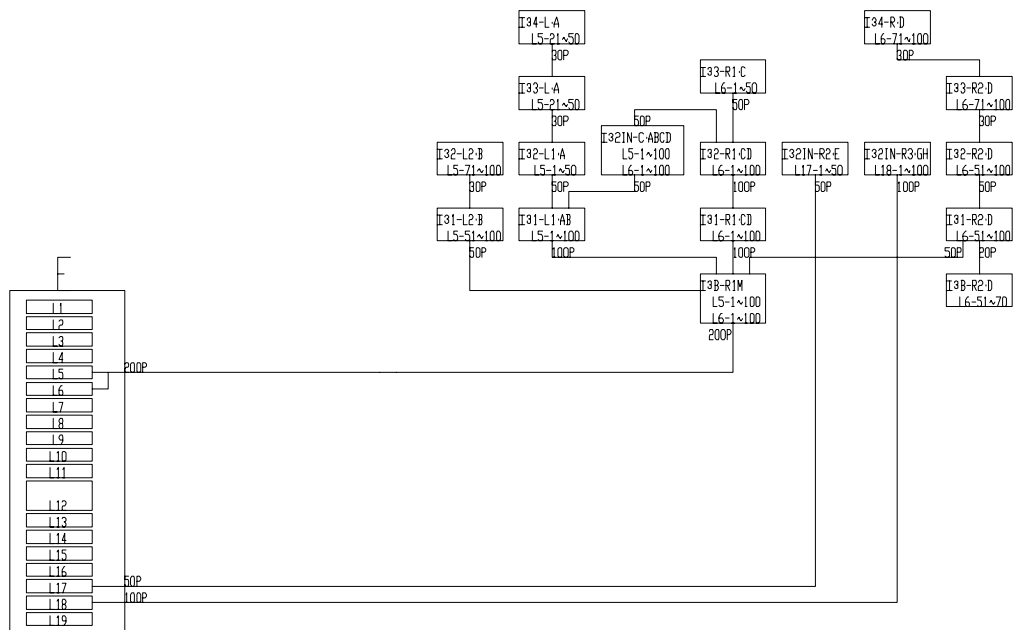 I34-L·A
L5-21~50
30P
I34-R·D
L6-71~100
30P
I33-L·A
L5-21~50
30P
I33-R1·C
L6-1~50
50P
I33-R2·D
L6-71~100
30P
50P
I32IN-C·ABCD
L5-1~100
L6-1~100
50P
I32-L2·B
L5-71~100
30P
I32-L1·A
L5-1~50
50P
I32-R1·CD
L6-1~100
100P
I32IN-R2·E
L17-1~50
50P
I32IN-R3·GH
L18-1~100
100P
I32-R2·D
L6-51~100
50P
I31-L2·B
L5-51~100
50P
I31-L1·AB
L5-1~100
100P
I31-R1·CD
L6-1~100
100P
I31-R2·D
L6-51~100
50P
20P
I3B-R1M
L5-1~100
L6-1~100
200P
I3B-R2·D
L6-51~70
L1
L2
L3
L4
L5
200P
L6
L7
L8
L9
L10
L11
L12
L13
L14
L15
L16
L17
50P
L18
100P
L19